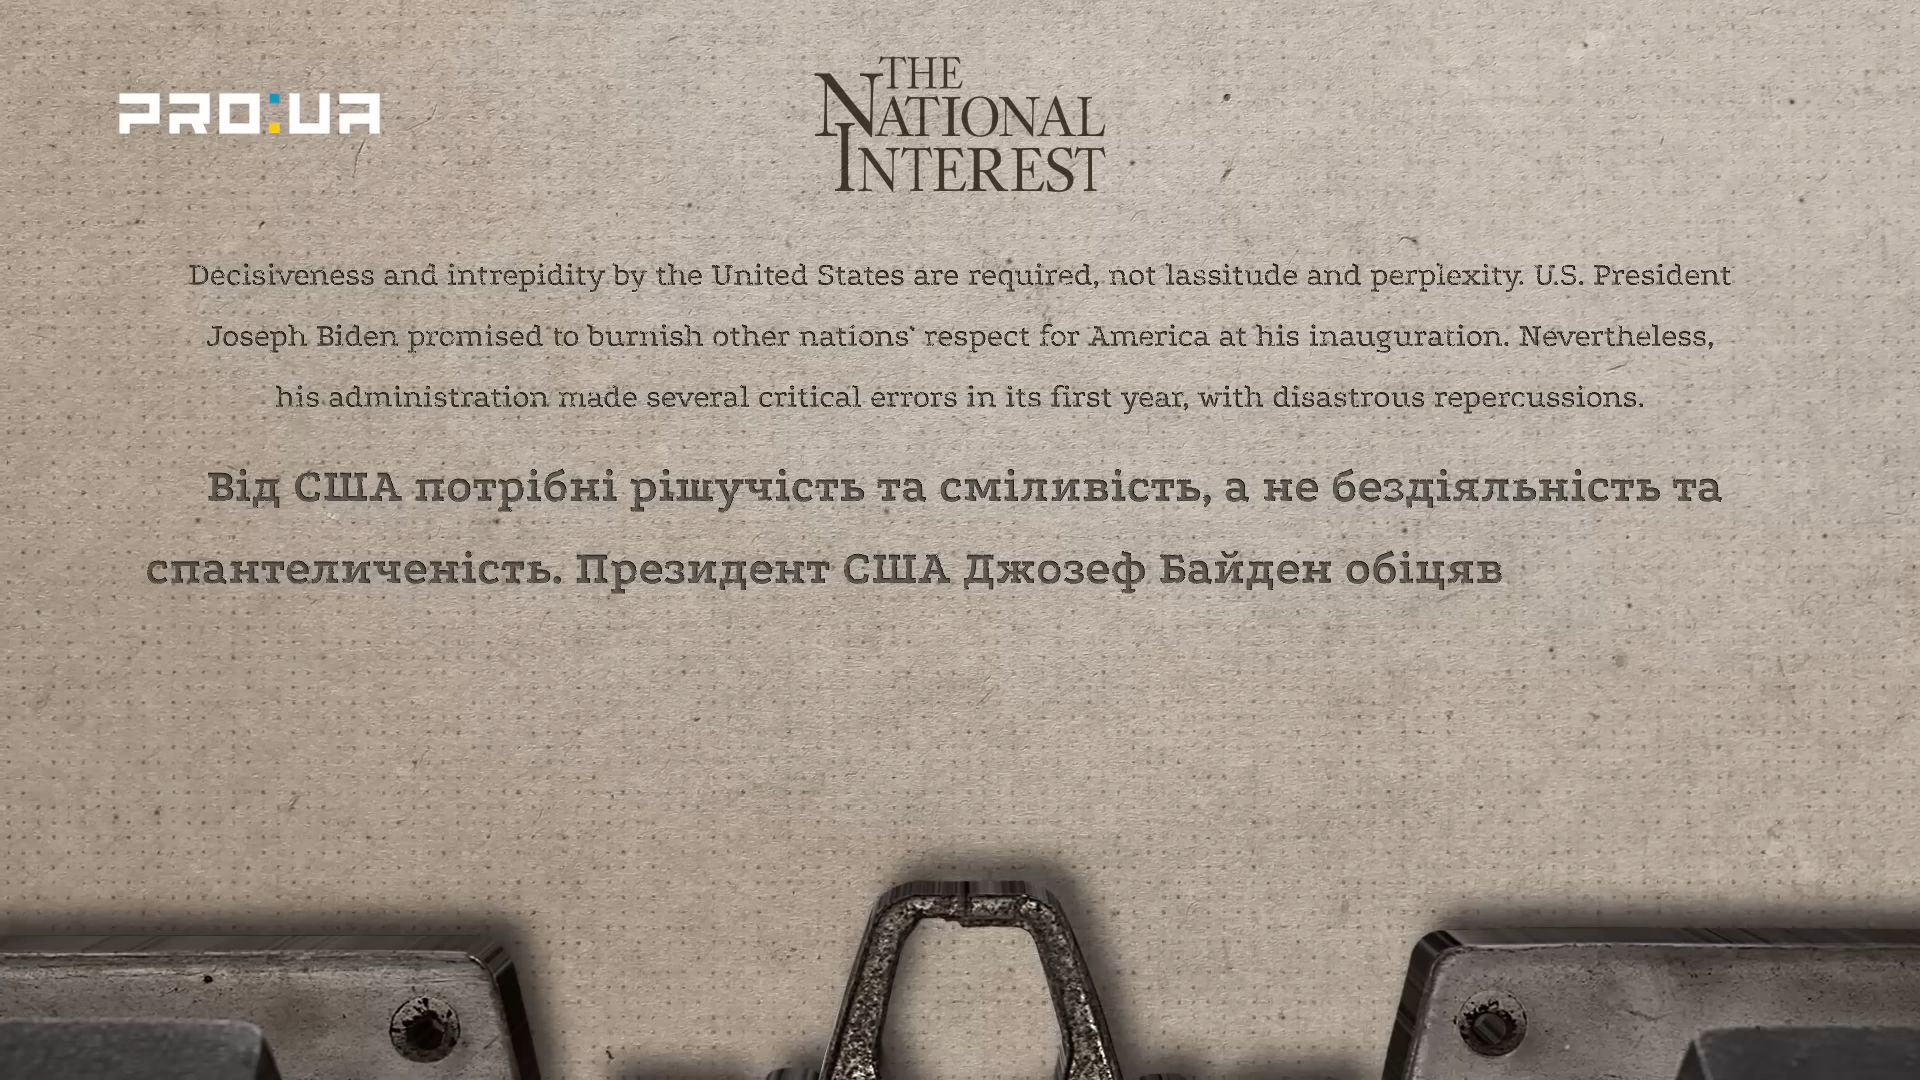 PRO:UA
THE
NATIONAL
INTEREST
Decisiveness and intrepidity by the United States are required, not lassitude and perplexity. U.S. President
Joseph Biden promised to burnish other nations' respect for America at his inauguration. Nevertheless,
his administration made several critical errors in its first year, with disastrous repercussions.
Від США потрібні рішучість та сміливість, а не бездіяльність та
спантеличеність. Президент США Джозеф Байден обіцяв